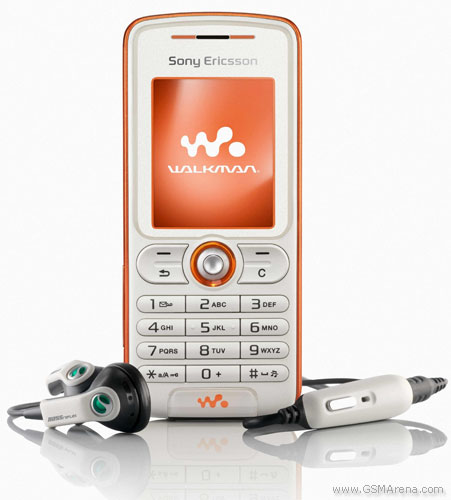 Sony Ericsson
WALKMAN
C
1 2 ABC 3 DEF
4 GHI 5 JKL 6 MNO
7 PQRS 8 TUV 9 WXYZ
* a/A 0 + #
BASS
www.GSMArena.com